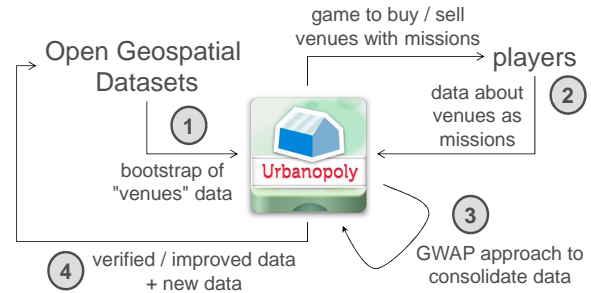 Open Geospatial
Datasets
game to buy / sell
venues with missions
players
1
bootstrap of
"venues" data
Urbanopoly
data about
venues as
missions
2
3
GWAP approach to
consolidate data
4
verified / improved data
+ new data